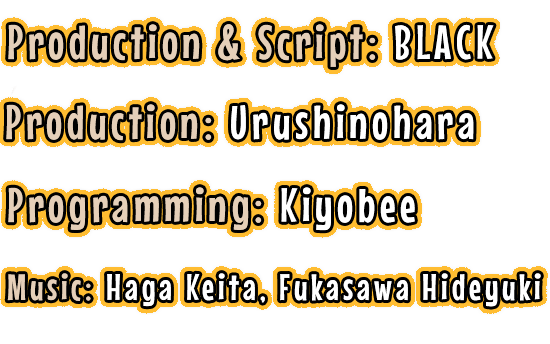 Production & Script: BLACK
Production: Urushinohara
Programming: Kiyobee
Music: Haga Keita, Fukasawa Hideyuki